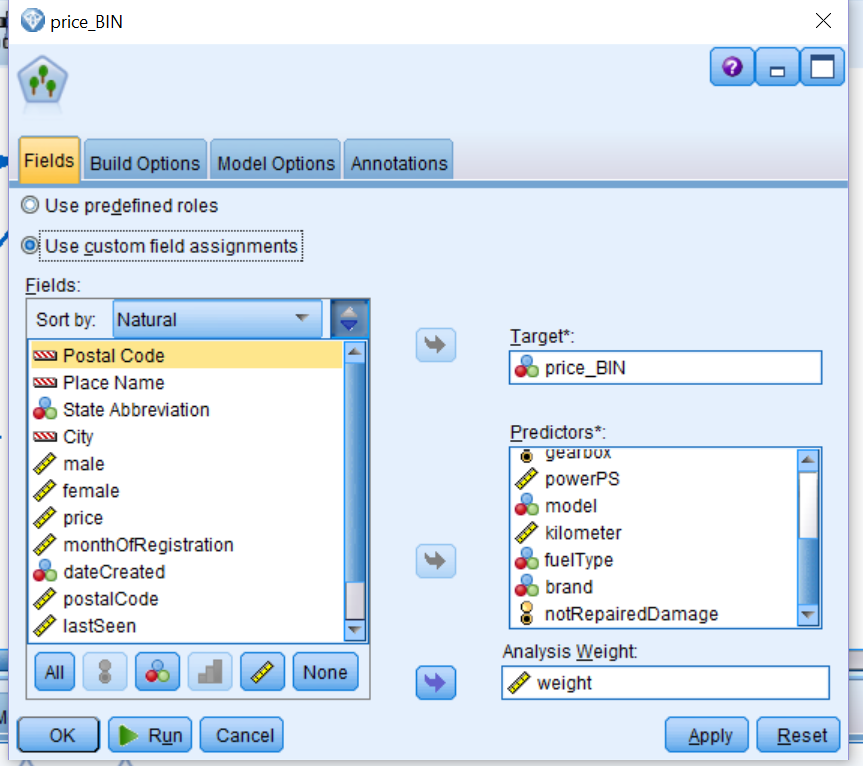 price_BIN
Fields Build Options Model Options Annotations
Use predefined roles
Use custom field assignments
Fields:
Sort by: Natural
Postal Code
Place Name
State Abbreviation
City
male
female
price
monthOfRegistration
dateCreated
postalCode
lastSeen
All None
Target*:
price_BIN
Predictors*:
gearbox
powerPS
model
kilometer
fuelType
brand
notRepairedDamage
Analysis Weight:
weight
OK Run Cancel Apply Reset